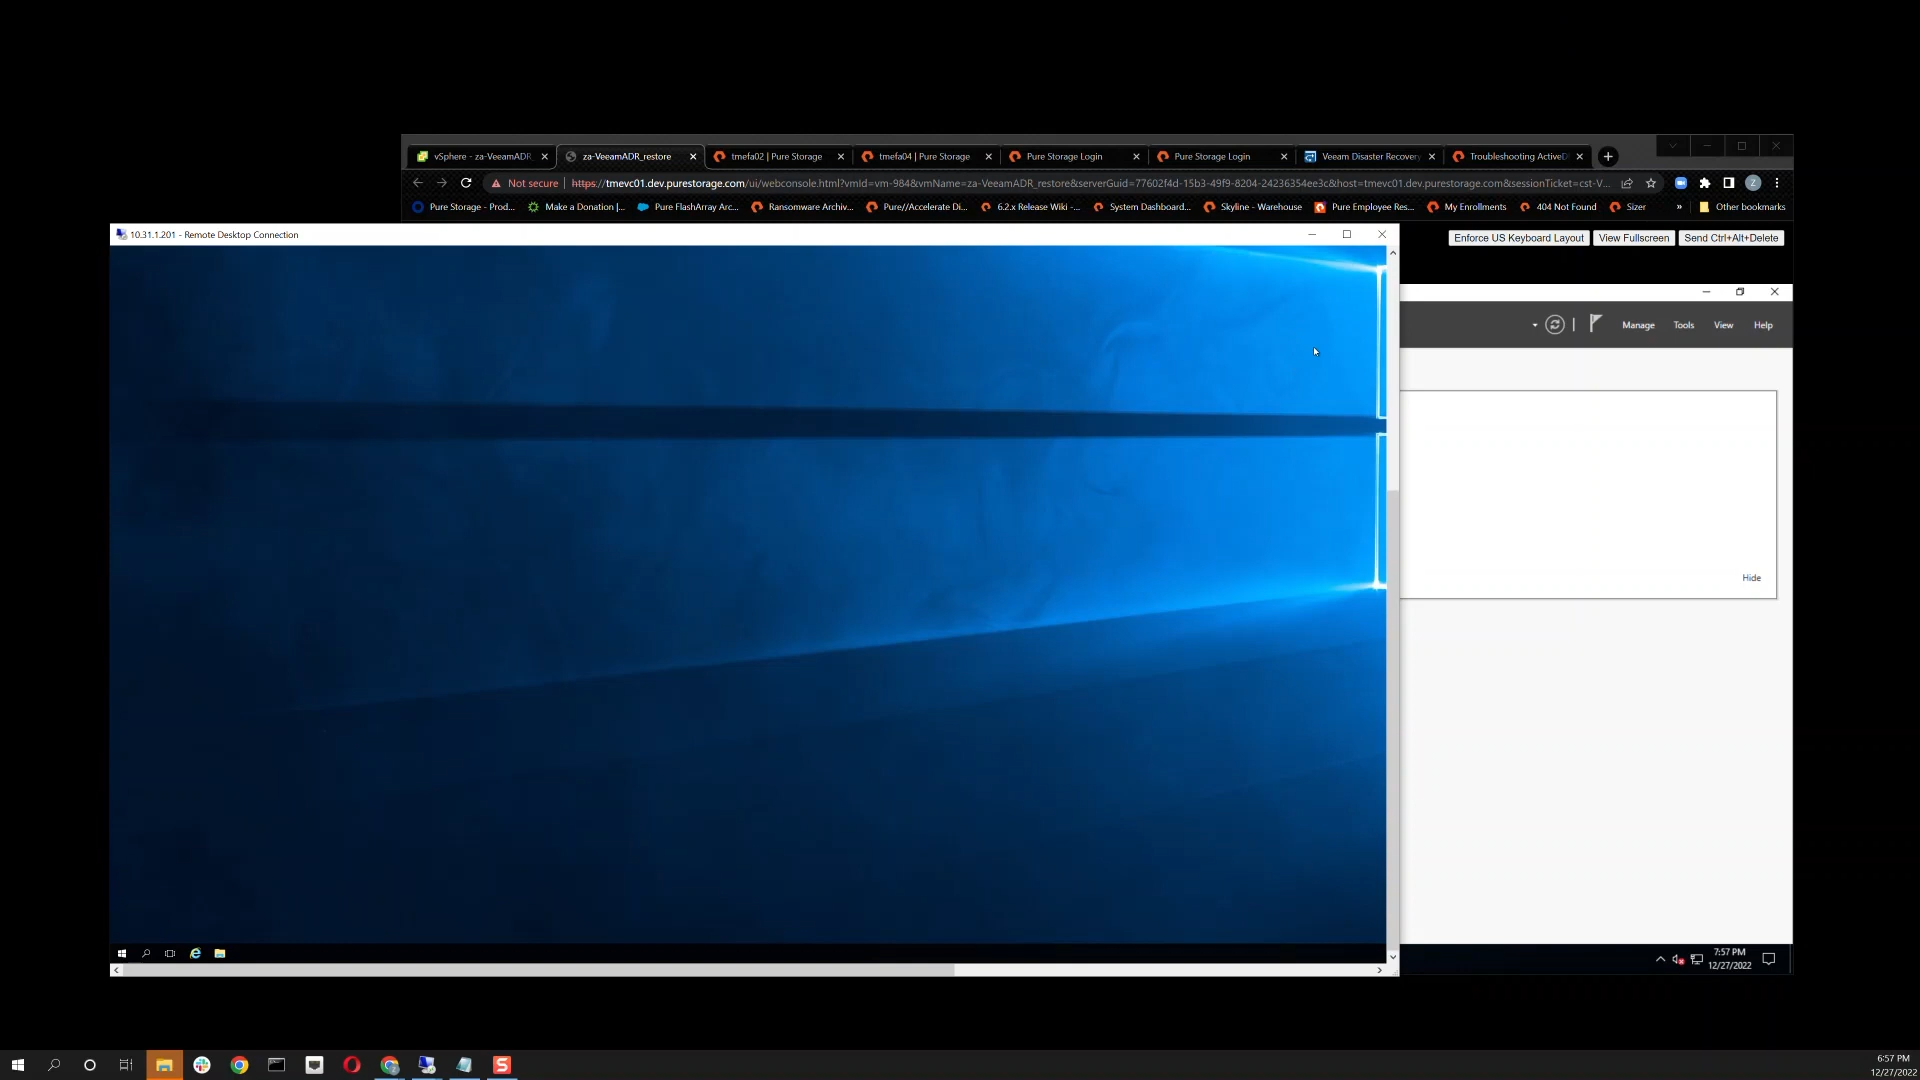 vSphere - za-VeeamADR
za-VeeamADR_restore
tmefa02 | Pure Storage
tmefa04 | Pure Storage
Pure Storage Login
Pure Storage Login
Veeam Disaster Recovery
Troubleshooting ActiveD
Not secure
https://tmevc01.dev.purestorage.com/ui/webconsole.html?vmId=vm-984&vmName=za-VeeamADR_restore&serverGuid=77602f4d-15b3-49f9-8204-24236354ee3c&host=tmevc01.dev.purestorage.com&sessionTicket=cst-V...
Z
Pure Storage - Prod...
Make a Donation |...
Pure FlashArray Arc...
Ransomware Archiv...
Pure//Accelerate Di...
6.2.x Release Wiki -...
System Dashboard...
Skyline - Warehouse
Pure Employee Res...
My Enrollments
404 Not Found
Sizer
»
Other bookmarks
10.31.1.201 - Remote Desktop Connection
Enforce US Keyboard Layout
View Fullscreen
Send Ctrl+Alt+Delete
Manage
Tools
View
Help
Hide
7:57 PM
12/27/2022
6:57 PM
12/27/2022